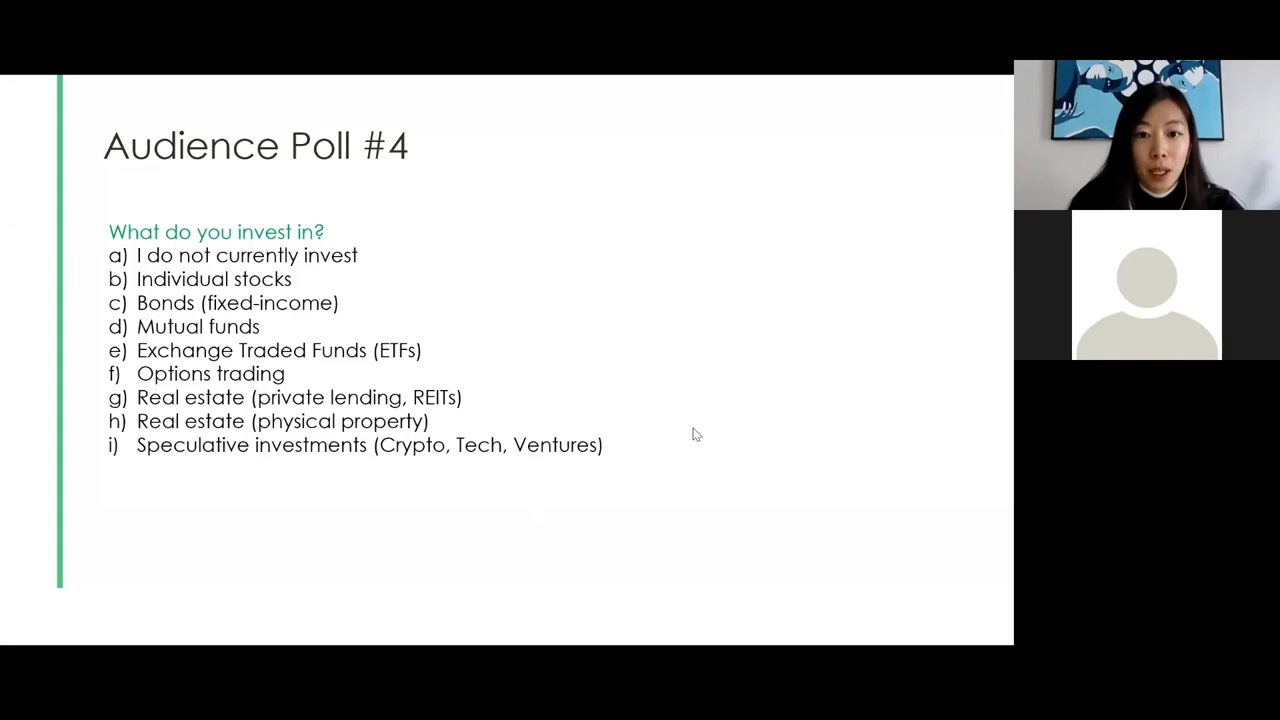 Audience Poll #4
What do you invest in?
a) I do not currently invest
b) Individual stocks
c) Bonds (fixed-income)
d) Mutual funds
e) Exchange Traded Funds (ETFs)
f) Options trading
g) Real estate (private lending, REITs)
h) Real estate (physical property)
i) Speculative investments (Crypto, Tech, Ventures)